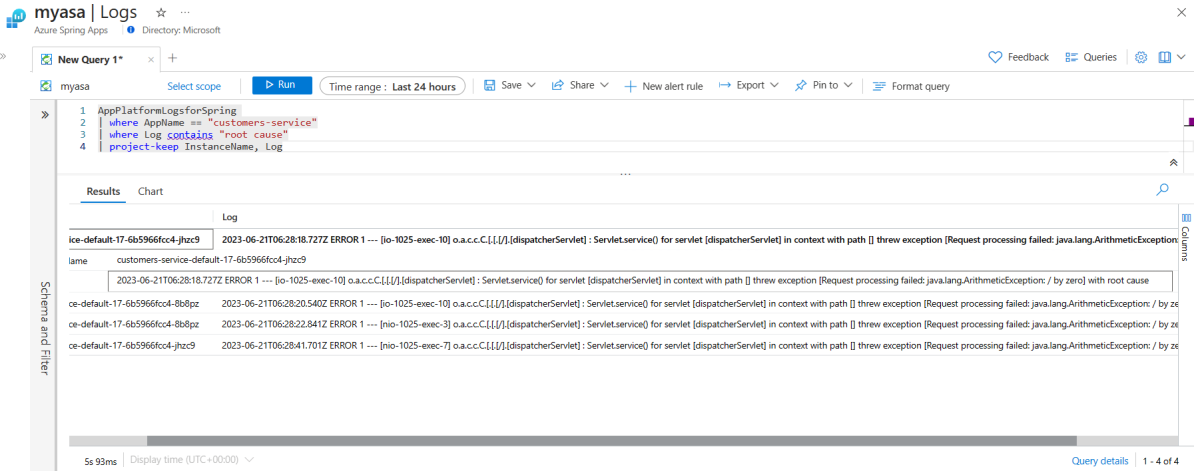 myasa | Logs
Azure Spring Apps
Directory: Microsoft
New Query 1*
Feedback
Queries
myasa
Select scope
Run
Time range : Last 24 hours
Save
Share
New alert rule
Export
Pin to
Format query
1 AppPlatformLogsforSpring
2 | where AppName == "customers-service"
3 | where Log contains "root cause"
4 | project-keep InstanceName, Log
Schema and Filter
Results
Chart
Log
ice-default-17-6b5966fcc4-jhzc9 2023-06-21T06:28:18.727Z ERROR 1 --- [io-1025-exec-10] o.a.c.c.C.[.[.[/].[dispatcherServlet] : Servlet.service() for servlet [dispatcherServlet] in context with path [] threw exception [Request processing failed: java.lang.ArithmeticException:
lame customers-service-default-17-6b5966fcc4-jhzc9
2023-06-21T06:28:18.727Z ERROR 1 --- [io-1025-exec-10] o.a.c.c.C.[.[.[/].[dispatcherServlet] : Servlet.service() for servlet [dispatcherServlet] in context with path [] threw exception [Request processing failed: java.lang.ArithmeticException: / by zero] with root cause
ce-default-17-6b5966fcc4-8b8pz 2023-06-21T06:28:20.540Z ERROR 1 --- [io-1025-exec-10] o.a.c.c.C.[.[.[/].[dispatcherServlet] : Servlet.service() for servlet [dispatcherServlet] in context with path [] threw exception [Request processing failed: java.lang.ArithmeticException: / by ze
ce-default-17-6b5966fcc4-8b8pz 2023-06-21T06:28:22.841Z ERROR 1 --- [nio-1025-exec-3] o.a.c.c.C.[.[.[/].[dispatcherServlet] : Servlet.service() for servlet [dispatcherServlet] in context with path [] threw exception [Request processing failed: java.lang.ArithmeticException: / by ze
ce-default-17-6b5966fcc4-jhzc9 2023-06-21T06:28:41.701Z ERROR 1 --- [nio-1025-exec-7] o.a.c.c.C.[.[.[/].[dispatcherServlet] : Servlet.service() for servlet [dispatcherServlet] in context with path [] threw exception [Request processing failed: java.lang.ArithmeticException: / by ze
Columns
5s 93ms
Display time (UTC+00:00)
Query details
1 - 4 of 4